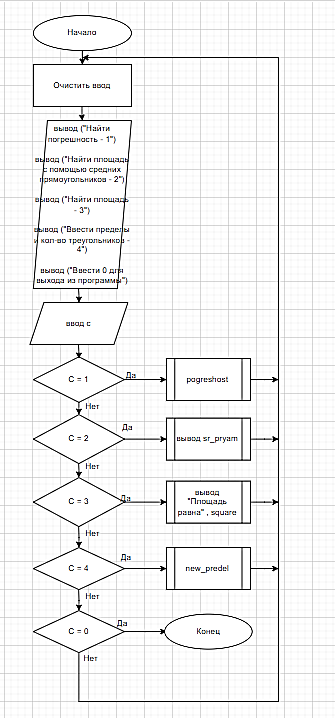 Начало
Очистить ввод
вывод ("Найти
погрешность - 1")
вывод ("Найти площадь
с помощью средних
прямоугольников - 2")
вывод ("Найти площадь
- 3")
вывод ("Ввести пределы
и кол-во треугольников -
4")
вывод ("Ввести 0 для
выхода из программы")
ввод с
С = 1
Да
pogreshost
Нет
С = 2
Да
вывод sr_pryam
Нет
С = 3
Да
вывод
"Площадь
равна" , square
Нет
С = 4
Да
new_predel
Нет
С = 0
Да
Конец
Нет